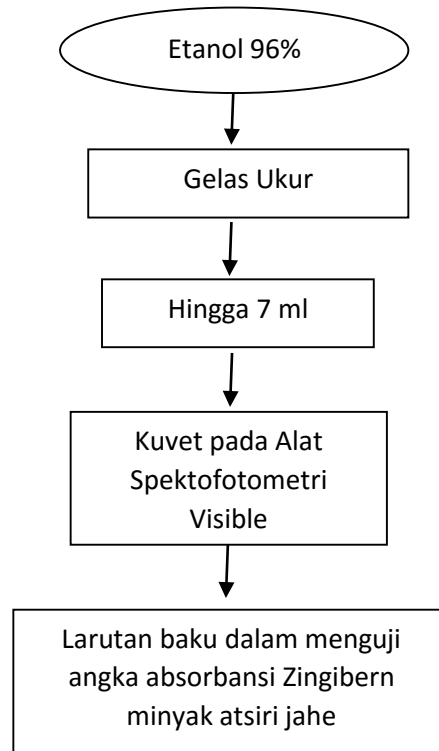 Etanol 96%
Gelas Ukur
Hingga 7 ml
Kuvet pada Alat
Spektofotometri
Visible
Larutan baku dalam menguji
angka absorbansi Zingibern
minyak atsiri jahe